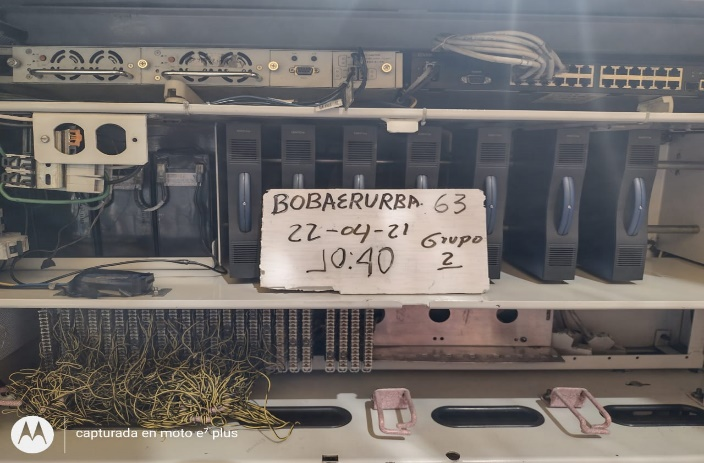 BOBAERURBA 63
22-04-21
Grupo
2
10:40
capturada en moto e⁷ plus